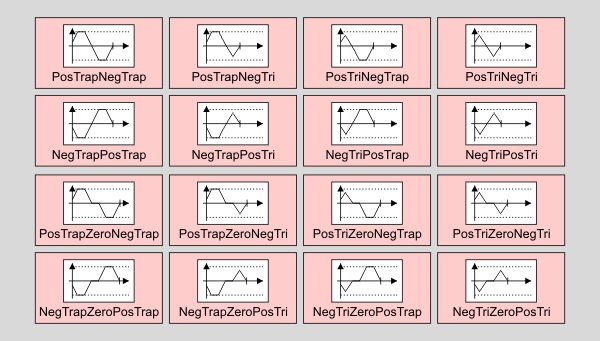 PosTrapNegTrap PosTrapNegTri PosTriNegTrap PosTriNegTri
NegTrapPosTrap NegTrapPosTri NegTriPosTrap NegTriPosTri
PosTrapZeroNegTrap PosTrapZeroNegTri PosTriZeroNegTrap PosTriZeroNegTri
NegTrapZeroPosTrap NegTrapZeroPosTri NegTriZeroPosTrap NegTriZeroPosTri